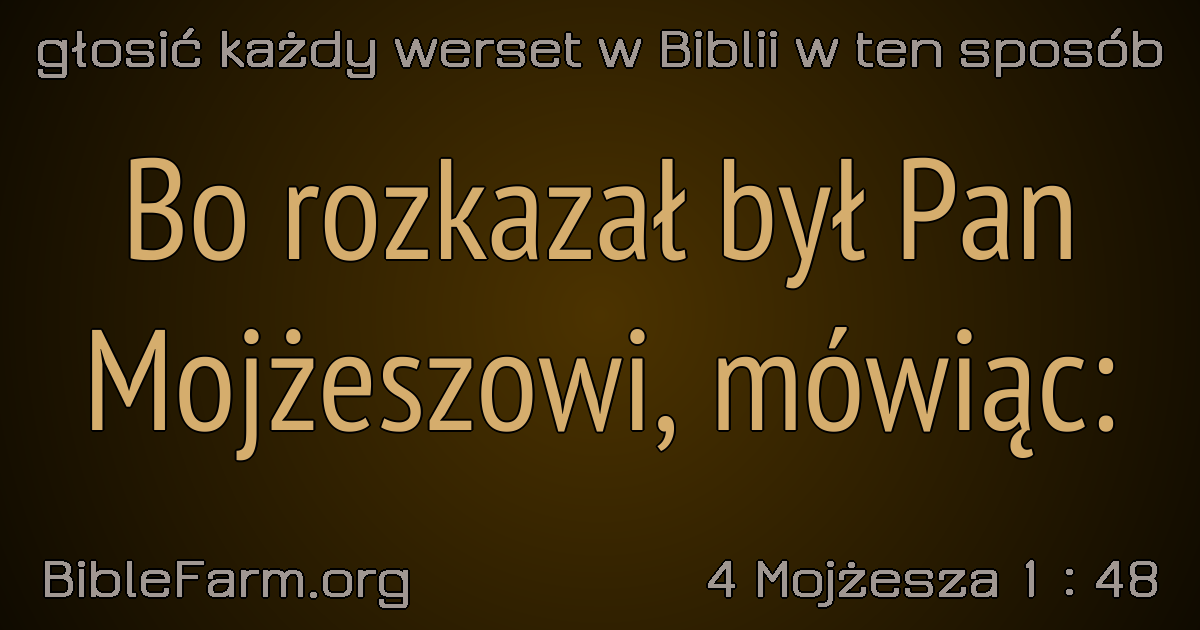 głosić każdy werset w Biblii w ten sposób
Bo rozkazał był Pan
Mojżeszowi, mówiąc:
BibleFarm.org
4 Mojżesza 1 : 48